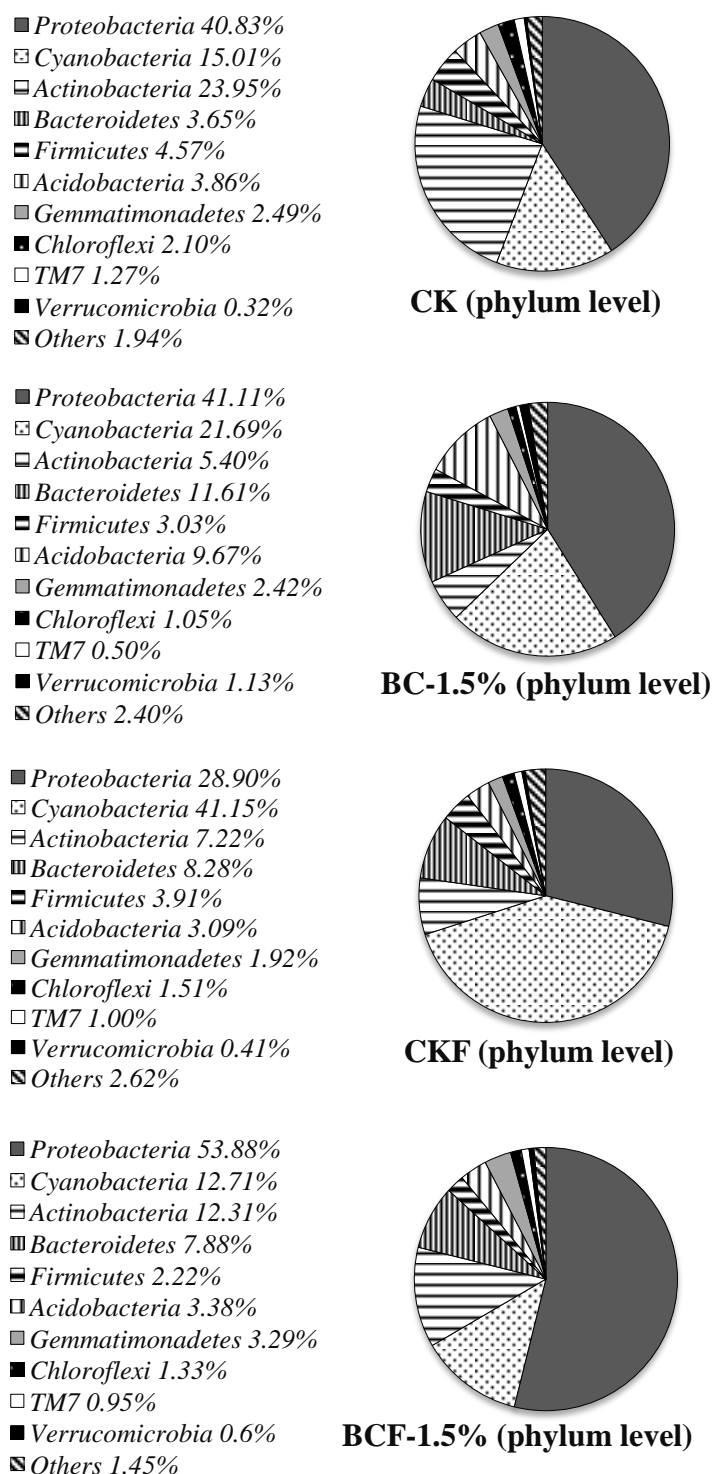 Proteobacteria 40.83%
Cyanobacteria 15.01%
Actinobacteria 23.95%
Bacteroidetes 3.65%
Firmicutes 4.57%
Acidobacteria 3.86%
Gemmatimonadetes 2.49%
Chloroflexi 2.10%
TM7 1.27%
Verrucomicrobia 0.32%
Others 1.94%
CK (phylum level)
Proteobacteria 41.11%
Cyanobacteria 21.69%
Actinobacteria 5.40%
Bacteroidetes 11.61%
Firmicutes 3.03%
Acidobacteria 9.67%
Gemmatimonadetes 2.42%
Chloroflexi 1.05%
TM7 0.50%
Verrucomicrobia 1.13%
Others 2.40%
BC-1.5% (phylum level)
Proteobacteria 28.90%
Cyanobacteria 41.15%
Actinobacteria 7.22%
Bacteroidetes 8.28%
Firmicutes 3.91%
Acidobacteria 3.09%
Gemmatimonadetes 1.92%
Chloroflexi 1.51%
TM7 1.00%
Verrucomicrobia 0.41%
Others 2.62%
CKF (phylum level)
Proteobacteria 53.88%
Cyanobacteria 12.71%
Actinobacteria 12.31%
Bacteroidetes 7.88%
Firmicutes 2.22%
Acidobacteria 3.38%
Gemmatimonadetes 3.29%
Chloroflexi 1.33%
TM7 0.95%
Verrucomicrobia 0.6%
Others 1.45%
BCF-1.5% (phylum level)